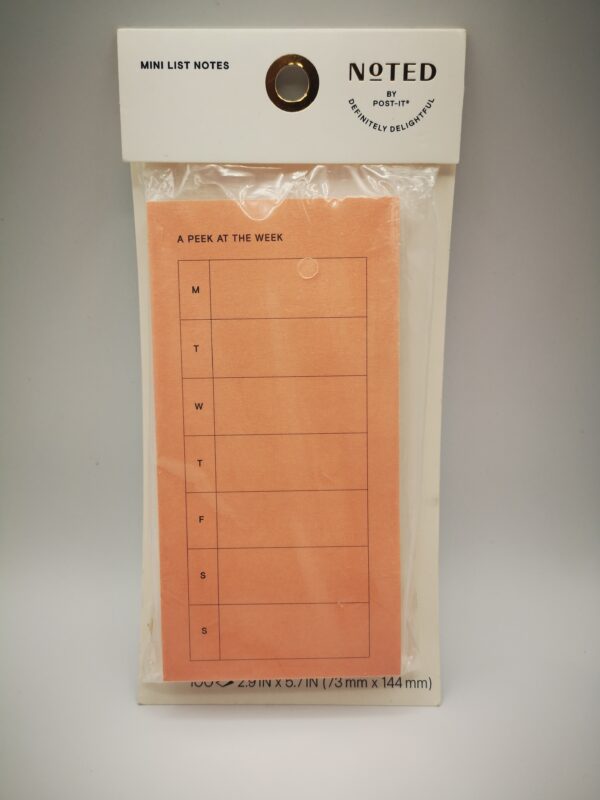 MINI LIST NOTES
NOTED
BY
POST-IT®
DEFINITELY DELIGHTFUL
A PEEK AT THE WEEK
M
T
W
T
F
S
S
100 2.9 IN x 5.7 IN (73 mm x 144 mm)